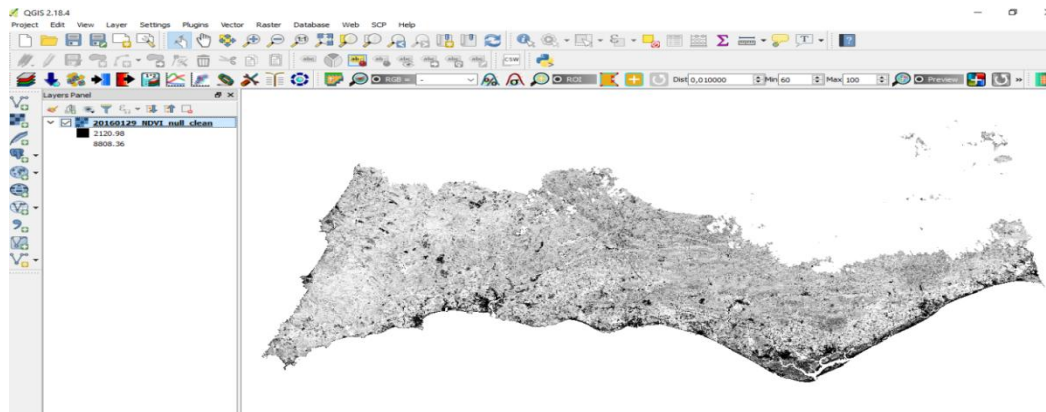 QGIS 2.18.4
Project Edit View Layer Settings Plugins Vector Raster Database Web SCP Help
CSW
RGB = - ROI Dist 0,010000 Min 60 Max 100 Preview »
Layers Panel
20160129_NDVI_null_clean
2120.98
8808.36